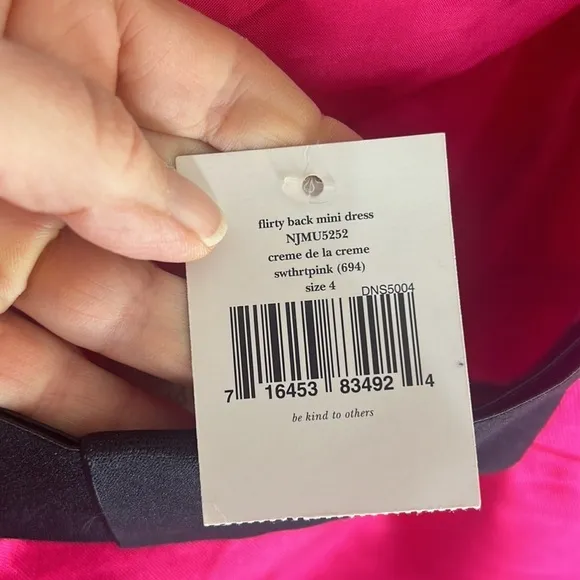 flirty back mini dress
NJMU5252
creme de la creme
swthrtpink (694)
size 4
DNS5004
7 16453 83492 4
be kind to others